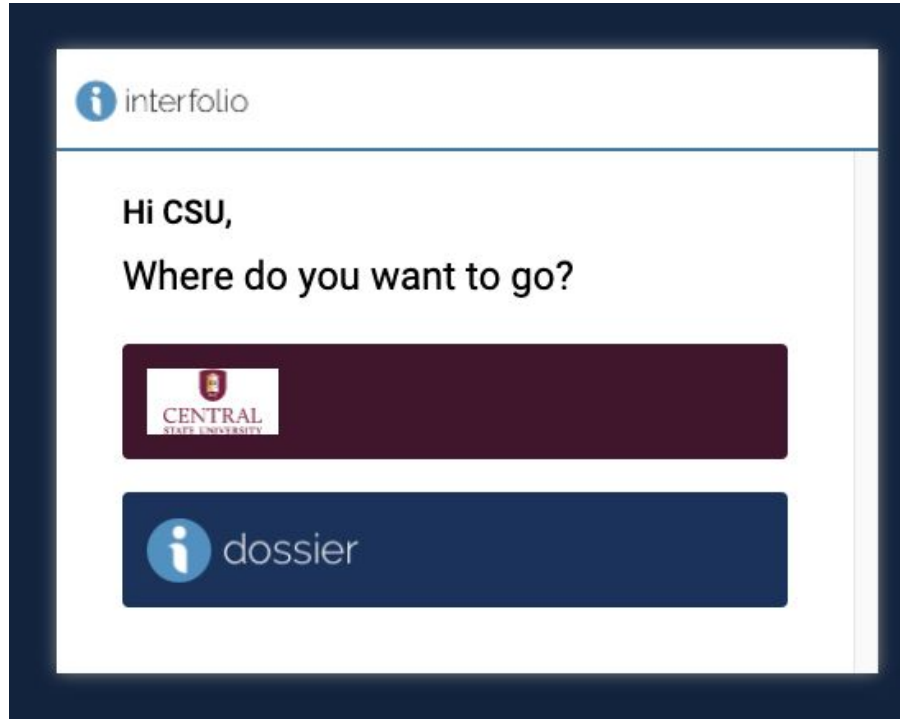 interfolio
Hi CSU,
Where do you want to go?
CENTRAL
STATE UNIVERSITY
dossier